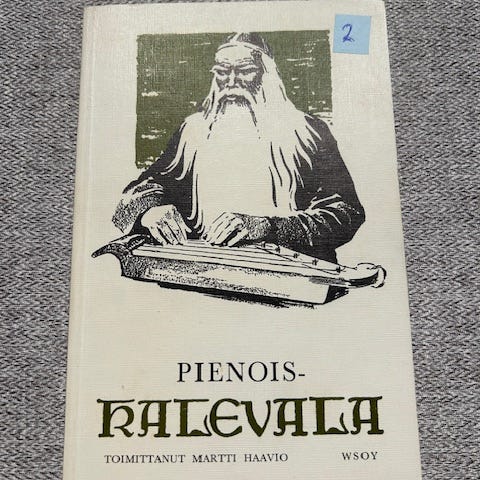 2
PIENOIS-
KALEVALA
TOIMITTANUT MARTTI HAAVIO WSOY